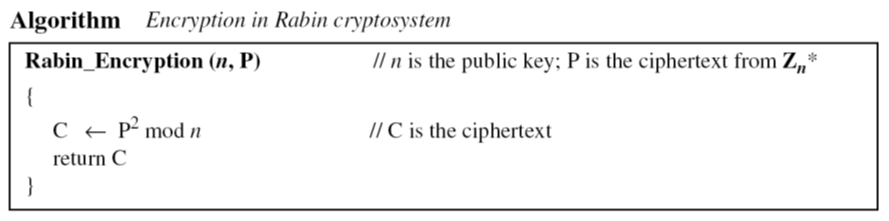 Algorithm Encryption in Rabin cryptosystem
Rabin_Encryption (n, P) // n is the public key; P is the ciphertext from Zn*
{
C ← P² mod n // C is the ciphertext
return C
}